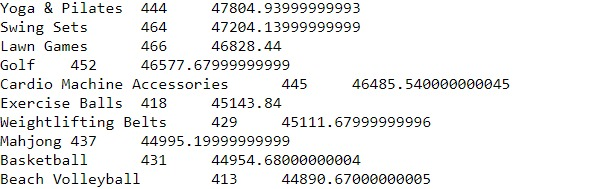 Yoga & Pilates	444	47804.93999999993
Swing Sets	464	47204.13999999999
Lawn Games	466	46828.44
Golf	452	46577.67999999999
Cardio Machine Accessories	445	46485.540000000045
Exercise Balls	418	45143.84
Weightlifting Belts	429	45111.67999999996
Mahjong	437	44995.19999999999
Basketball	431	44954.68000000004
Beach Volleyball	413	44890.67000000005